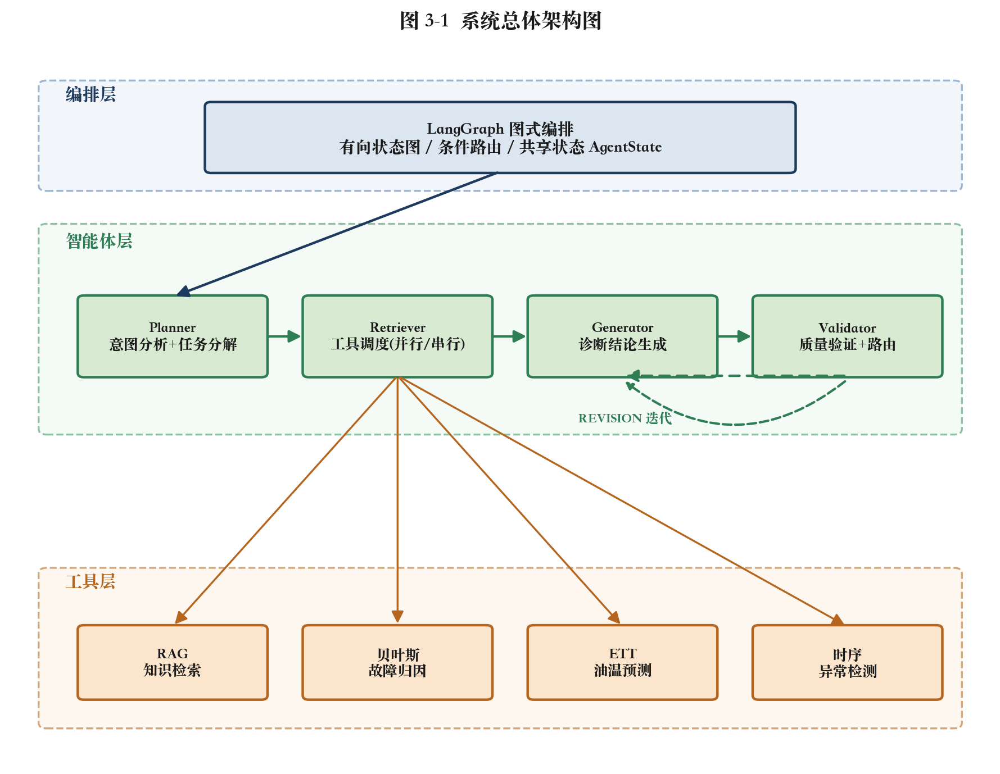 图 3-1 系统总体架构图
编排层
LangGraph 图式编排
有向状态图 / 条件路由 / 共享状态 AgentState
智能体层
Planner
意图分析+任务分解
Retriever
工具调度(并行/串行)
Generator
诊断结论生成
Validator
质量验证+路由
REVISION 迭代
工具层
RAG
知识检索
贝叶斯
故障归因
ETT
油温预测
时序
异常检测